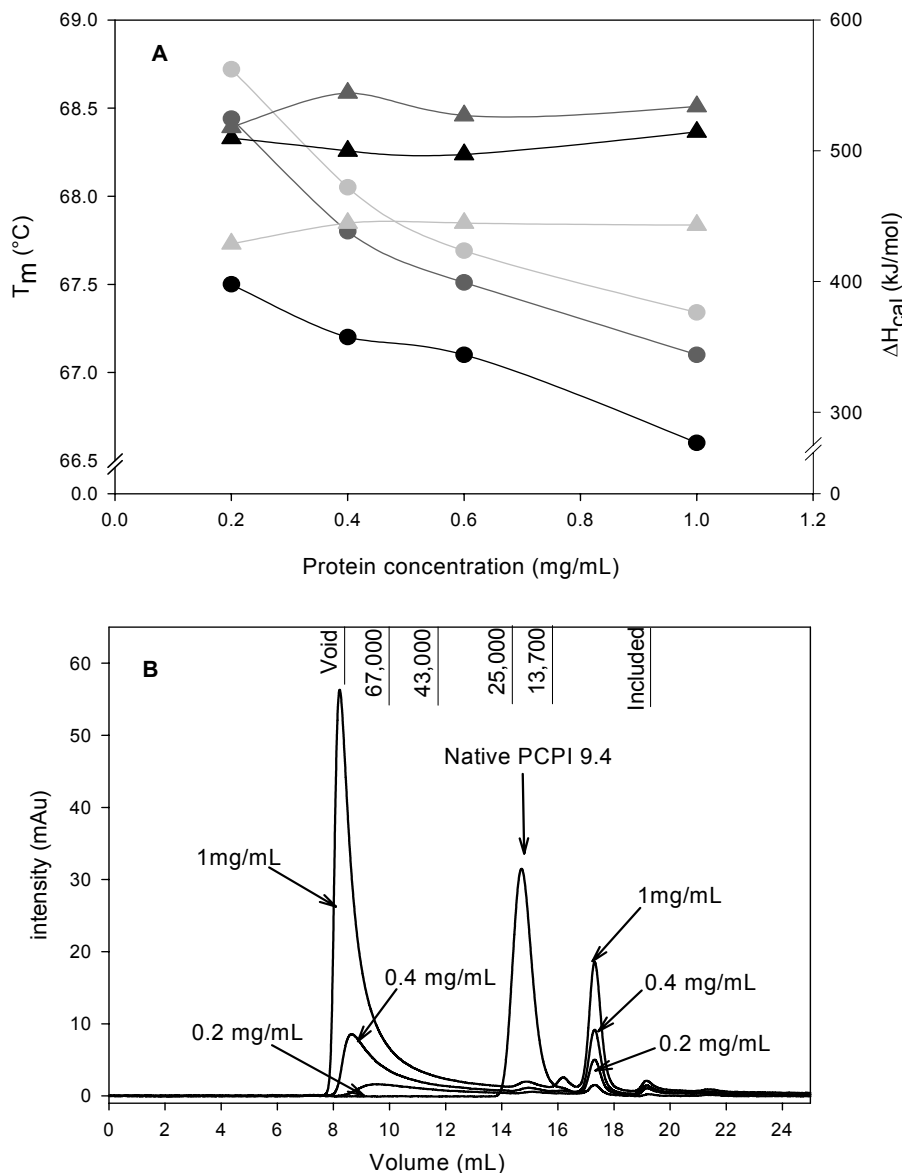 A
69.0
68.5
68.0
67.5
67.0
66.5
0.0
Tm (°C)
600
500
400
300
0
ΔHcal (kJ/mol)
0.0 0.2 0.4 0.6 0.8 1.0 1.2
Protein concentration (mg/mL)
B
Void
67,000
43,000
25,000
13,700
Included
60
50
40
30
20
10
0
intensity (mAu)
Native PCPI 9.4
1mg/mL
0.4 mg/mL
0.2 mg/mL
1mg/mL
0.4 mg/mL
0.2 mg/mL
0 2 4 6 8 10 12 14 16 18 20 22 24
Volume (mL)